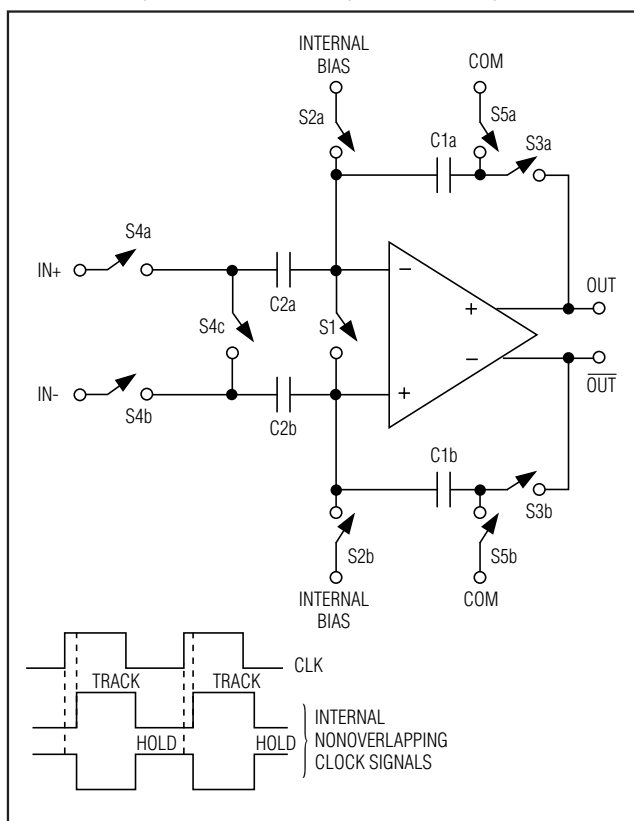 INTERNAL
BIAS
COM
S2a
S5a
C1a
S3a
S4a
IN+
−
C2a
S4c
S1
+
OUT
−
OUT
IN-
S4b
C2b
+
C1b
S3b
S2b
S5b
INTERNAL
BIAS
COM
CLK
TRACK
TRACK
HOLD
HOLD
INTERNAL
NONOVERLAPPING
CLOCK SIGNALS